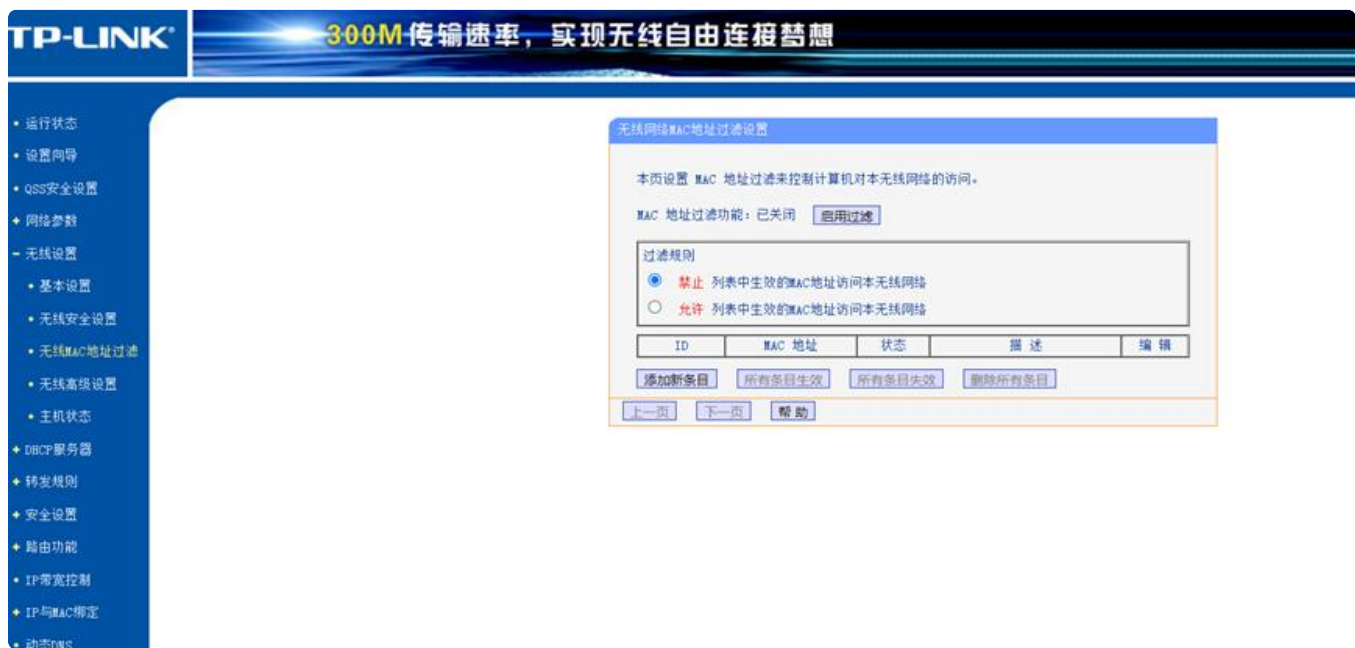 TP-LINK®
300M 传输速率，实现无线自由连接梦想
• 运行状态
• 设置向导
• QSS安全设置
+ 网络参数
- 无线设置
• 基本设置
• 无线安全设置
• 无线MAC地址过滤
• 无线高级设置
• 主机状态
+ DHCP服务器
+ 转发规则
+ 安全设置
+ 路由功能
• IP带宽控制
+ IP与MAC绑定
• 动态DNS
无线网络MAC地址过滤设置
本页设置 MAC 地址过滤来控制计算机对本无线网络的访问。
MAC 地址过滤功能：已关闭 启用过滤
过滤规则
禁止 列表中生效的MAC地址访问本无线网络
允许 列表中生效的MAC地址访问本无线网络
ID MAC 地址 状态 描 述 编 辑
添加新条目 所有条目生效 所有条目失效 删除所有条目
上一页 下一页 帮 助